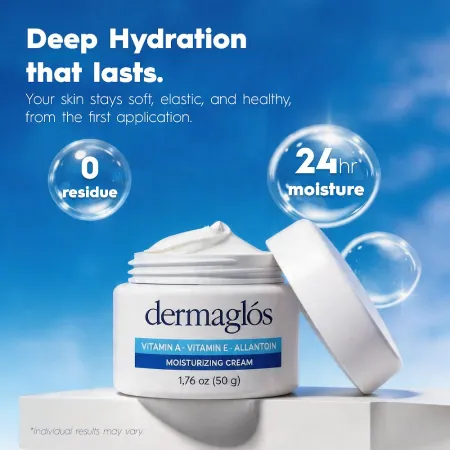 Deep Hydration
that lasts.
Your skin stays soft, elastic, and healthy,
from the first application.
0
residue
24hr*
moisture
dermaglós
VITAMIN A - VITAMIN E - ALLANTOIN
MOISTURIZING CREAM
1,76 oz (50 g)
*Individual results may vary.